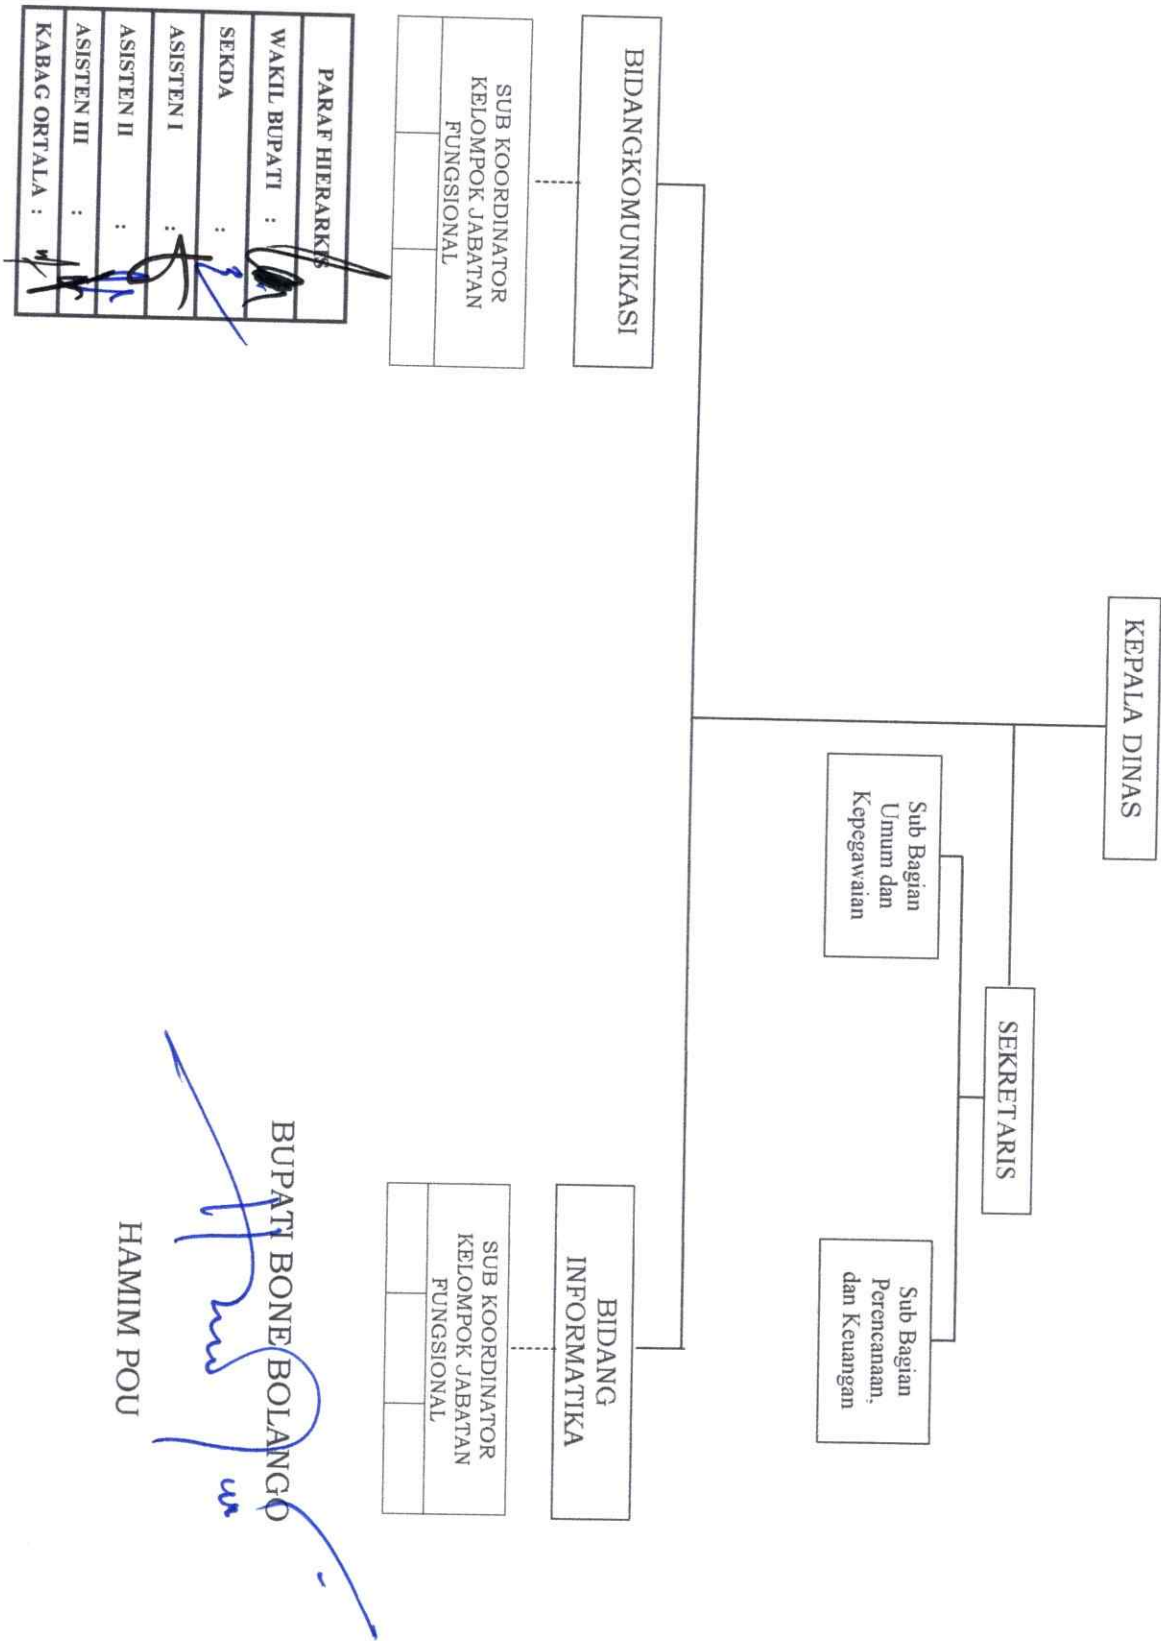 KEPALA DINAS
SEKRETARIS
Sub Bagian
Umum dan
Kepegawaian
Sub Bagian
Perencanaan,
dan Keuangan
BIDANGKOMUNIKASI
BIDANG
INFORMATIKA
SUB KOORDINATOR
KELOMPOK JABATAN
FUNGSIONAL
SUB KOORDINATOR
KELOMPOK JABATAN
FUNGSIONAL
PARAF HIERARKIS
WAKIL BUPATI :
SEKDA :
ASISTEN I :
ASISTEN II :
ASISTEN III :
KABAG ORTALA :
BUPATI BONE BOLANGO
HAMIM POU